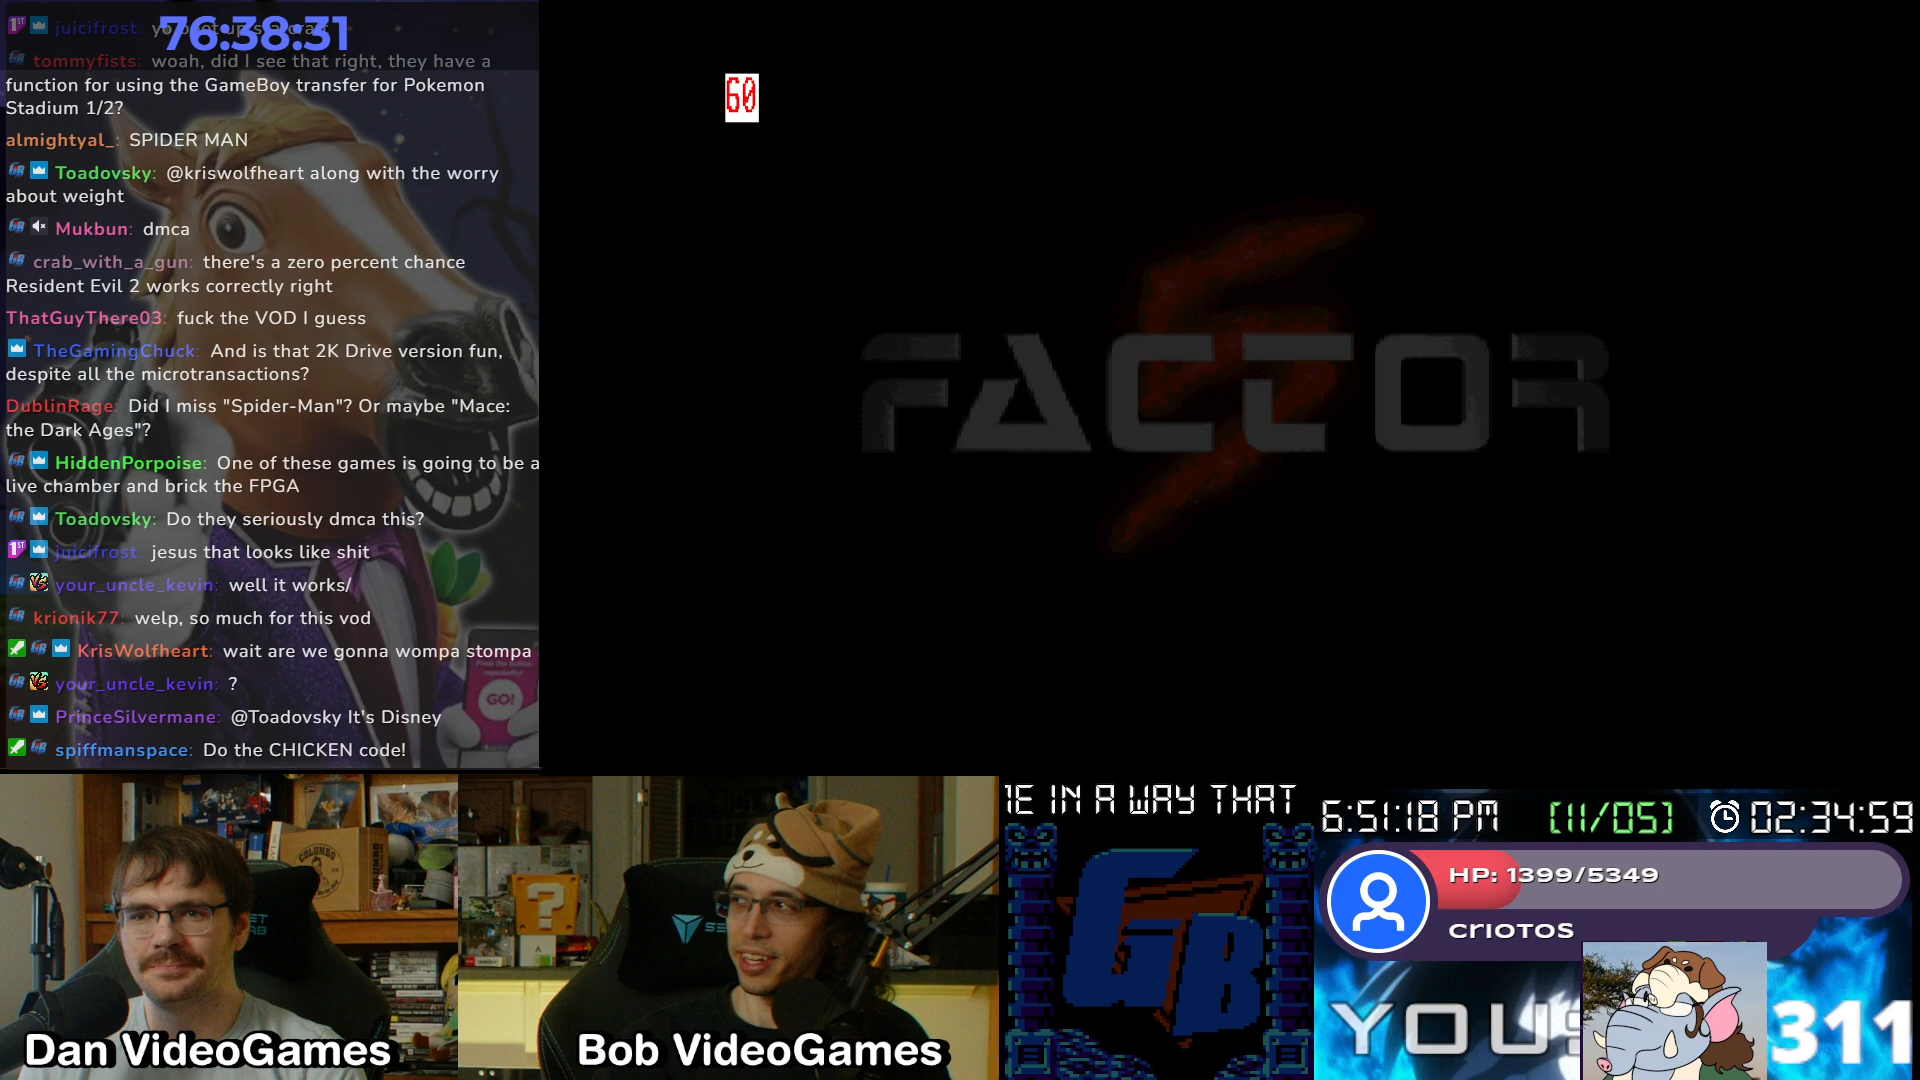 76:38:31
juicifrost: yo
tommyfists: woah, did I see that right, they have a
function for using the GameBoy transfer for Pokemon
Stadium 1/2?
almightyal_: SPIDER MAN
Toadovsky: @kriswolfheart along with the worry
about weight
Mukbun: dmca
crab_with_a_gun: there's a zero percent chance
Resident Evil 2 works correctly right
ThatGuyThere03: fuck the VOD I guess
TheGamingChuck: And is that 2K Drive version fun,
despite all the microtransactions?
DublinRage: Did I miss "Spider-Man"? Or maybe "Mace:
the Dark Ages"?
HiddenPorpoise: One of these games is going to be a
live chamber and brick the FPGA
Toadovsky: Do they seriously dmca this?
juicifrost: jesus that looks like shit
your_uncle_kevin: well it works/
krionik77: welp, so much for this vod
KrisWolfheart: wait are we gonna wompa stompa
your_uncle_kevin: ?
PrinceSilvermane: @Toadovsky It's Disney
spiffmanspace: Do the CHICKEN code!
GO!
60
FACTOR
5
COLUMBO
Dan VideoGames
Bob VideoGames
IE IN A WAY THAT
GB
6:51:18 PM
[11/05]
02:34:59
HP: 1399/5349
criotos
YOU
311